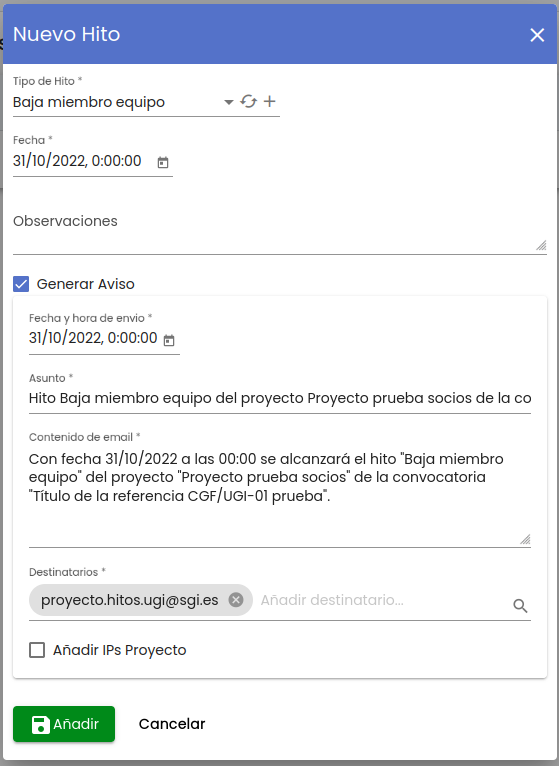 Nuevo Hito
Tipo de Hito *
Baja miembro equipo
Fecha *
31/10/2022, 0:00:00
Observaciones
Generar Aviso
Fecha y hora de envio *
31/10/2022, 0:00:00
Asunto *
Hito Baja miembro equipo del proyecto Proyecto prueba socios de la co
Contenido de email *
Con fecha 31/10/2022 a las 00:00 se alcanzará el hito "Baja miembro
equipo" del proyecto "Proyecto prueba socios" de la convocatoria
"Título de la referencia CGF/UGI-01 prueba".
Destinatarios *
proyecto.hitos.ugi@sgi.es Añadir destinatario...
Añadir IPs Proyecto
Añadir Cancelar